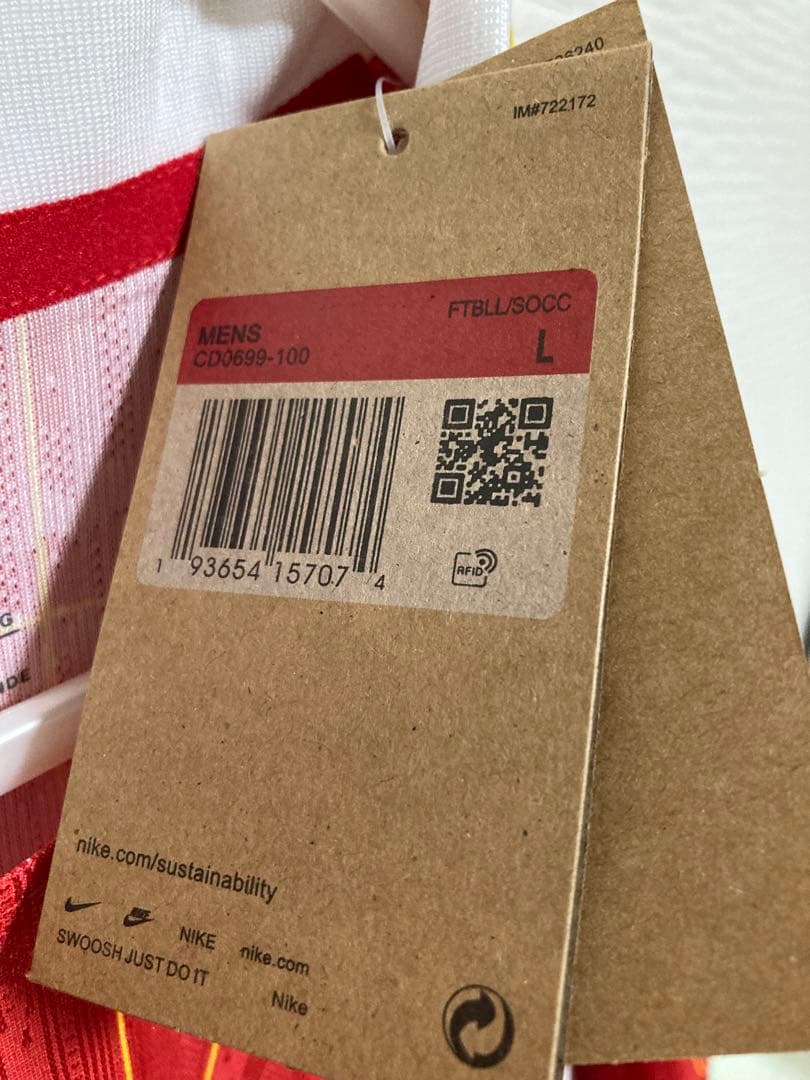 6240
IM#722172
FTBLL/SOCC
MENS
L
CD0699-100
1 93654 15707 4
RFID
nike.com/sustainability
NIKE nike.com
SWOOSH JUST DO IT
Nike